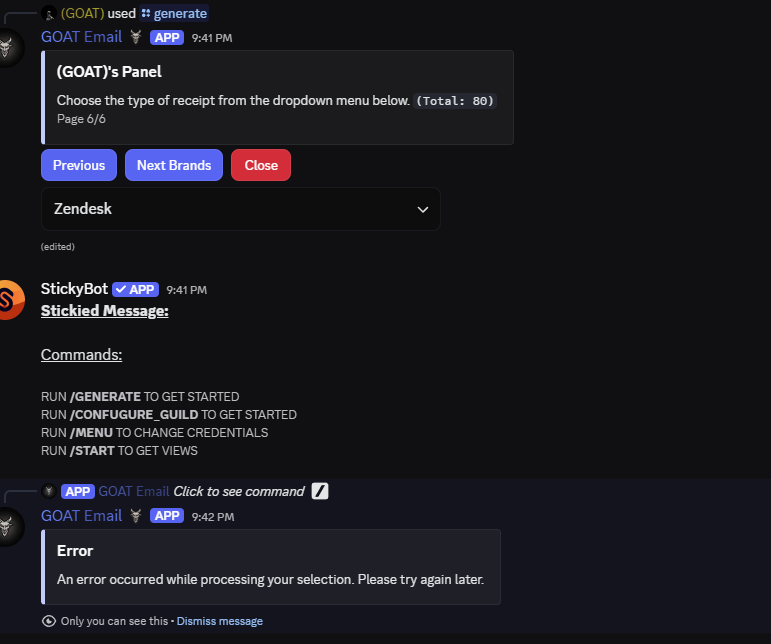 (GOAT) used generate
GOAT Email APP 9:41 PM
(GOAT)'s Panel
Choose the type of receipt from the dropdown menu below. (Total: 80)
Page 6/6
Previous Next Brands Close
Zendesk
(edited)
StickyBot APP 9:41 PM
Stickied Message:
Commands:
RUN /GENERATE TO GET STARTED
RUN /CONFUGURE_GUILD TO GET STARTED
RUN /MENU TO CHANGE CREDENTIALS
RUN /START TO GET VIEWS
APP GOAT Email Click to see command /
GOAT Email APP 9:42 PM
Error
An error occurred while processing your selection. Please try again later.
Only you can see this • Dismiss message